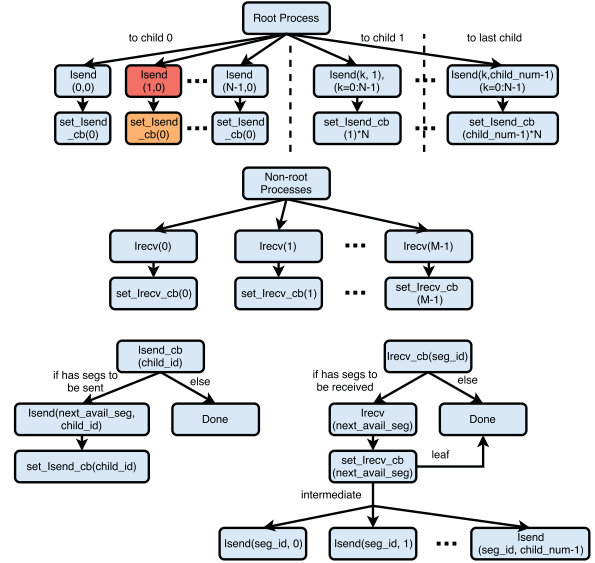 Root Process
to child 0
to child 1
to last child
Isend
(0,0)
Isend
(1,0)
Isend
(N-1,0)
Isend(k, 1),
(k=0:N-1)
Isend(k,child_num-1)
(k=0:N-1)
set_Isend
_cb(0)
set_Isend
_cb(0)
set_Isend
_cb(0)
set_Isend_cb
(1)*N
set_Isend_cb
(child_num-1)*N
Non-root
Processes
Irecv(0)
Irecv(1)
Irecv(M-1)
set_Irecv_cb(0)
set_Irecv_cb(1)
set_Irecv_cb
(M-1)
Isend_cb
(child_id)
if has segs to
be sent
else
Isend(next_avail_seg,
child_id)
Done
set_Isend_cb(child_id)
Irecv_cb(seg_id)
if has segs to
be received
else
Irecv
(next_avail_seg)
Done
set_Irecv_cb
(next_avail_seg)
leaf
intermediate
Isend(seg_id, 0)
Isend(seg_id, 1)
Isend
(seg_id, child_num-1)